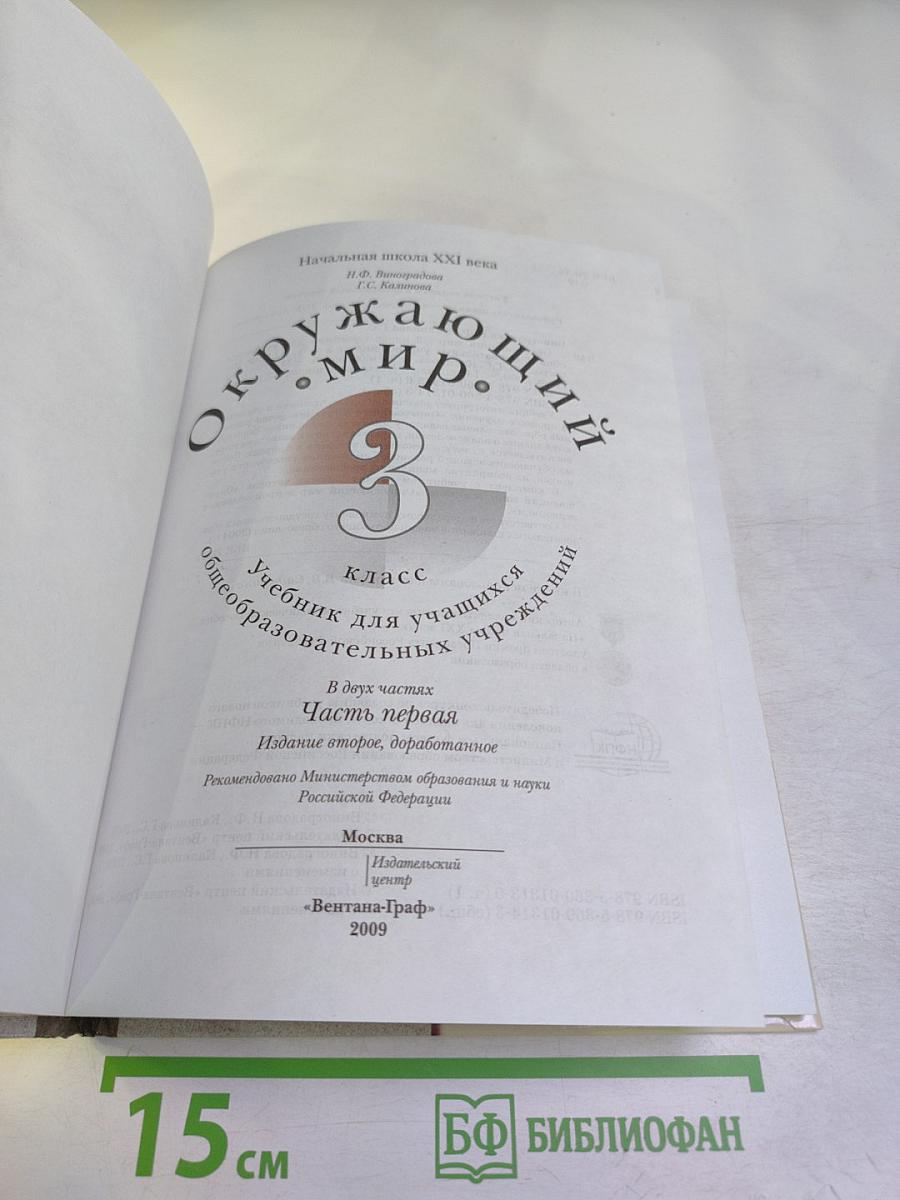 Начальная школа XXI века
Н.Ф. Виноградова
Г.С. Калинова
Окружающий
• мир •
3
класс
Учебник для учащихся
общеобразовательных учреждений
В двух частях
Часть первая
Издание второе, доработанное
Рекомендовано Министерством образования и науки
Российской Федерации
Москва
Издательский
центр
«Вентана-Граф»
2009
15 см
БФ БИБЛИОФАН